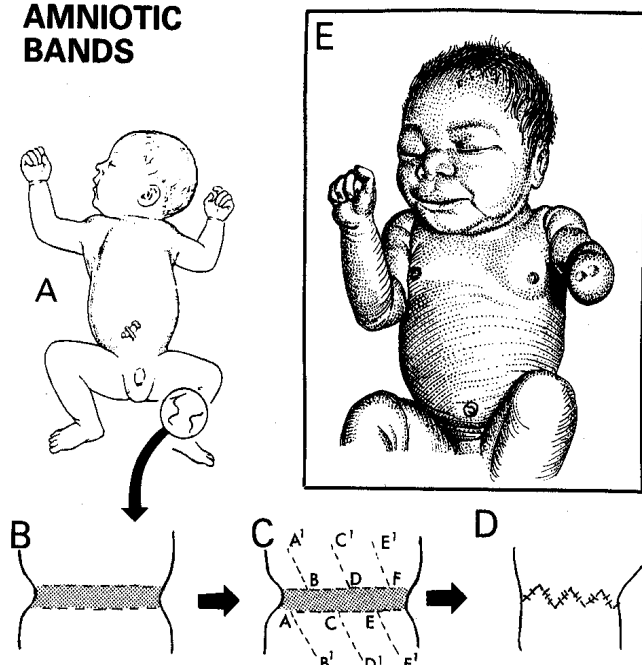 AMNIOTIC
BANDS
E
A
B
C
D
A¹ C¹ E¹
B D F
A C E
B¹ D¹ F¹